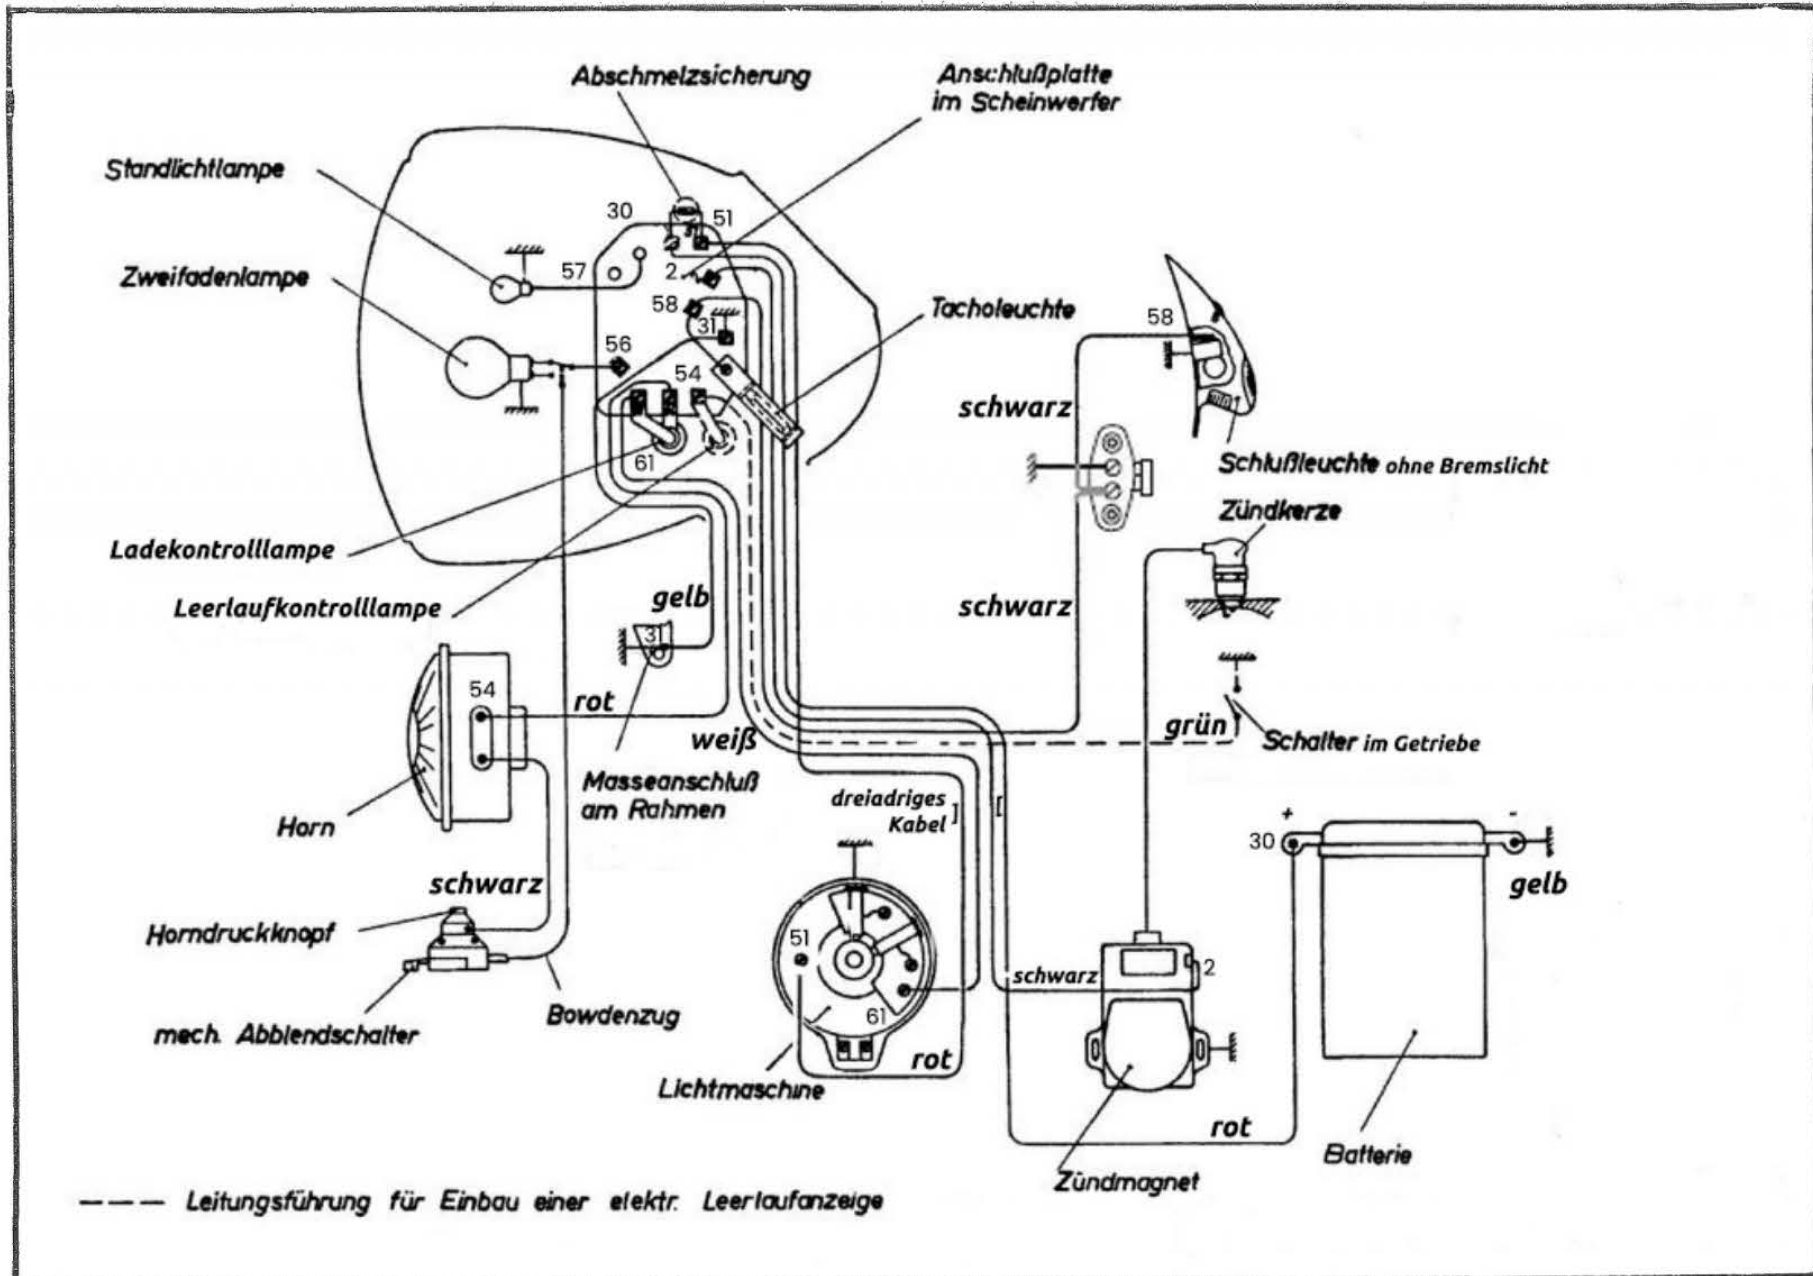 Abschmelzsicherung
Anschlußplatte
im Scheinwerfer
Standlichtlampe
30
51
Zweifadenlampe
57
2
58
31
Tacholeuchte
58
56
54
schwarz
61
Schlußleuchte ohne Bremslicht
Zündkerze
Ladekontrolllampe
Leerlaufkontrolllampe
gelb
schwarz
31
54
rot
weiß
grün
Schalter im Getriebe
Masseanschluß
am Rahmen
dreiadriges
Kabel ]
[
Horn
+
-
30
schwarz
gelb
Horndruckknopf
51
schwarz
2
mech. Abblendschalter
Bowdenzug
61
rot
Lichtmaschine
rot
Batterie
Zündmagnet
--- Leitungsführung für Einbau einer elektr. Leerlaufanzeige